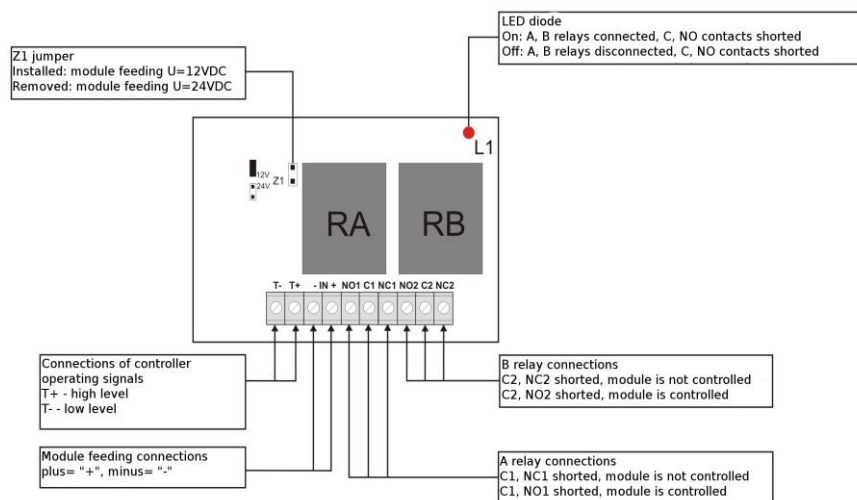 LED diode
On: A, B relays connected, C, NO contacts shorted
Off: A, B relays disconnected, C, NO contacts shorted
Z1 jumper
Installed: module feeding U=12VDC
Removed: module feeding U=24VDC
L1
12V
24V
Z1
RA
RB
T- T+ - IN + NO1 C1 NC1 NO2 C2 NC2
Connections of controller
operating signals
T+ - high level
T- - low level
B relay connections
C2, NC2 shorted, module is not controlled
C2, NO2 shorted, module is controlled
Module feeding connections
plus= "+", minus= "-"
A relay connections
C1, NC1 shorted, module is not controlled
C1, NO1 shorted, module is controlled